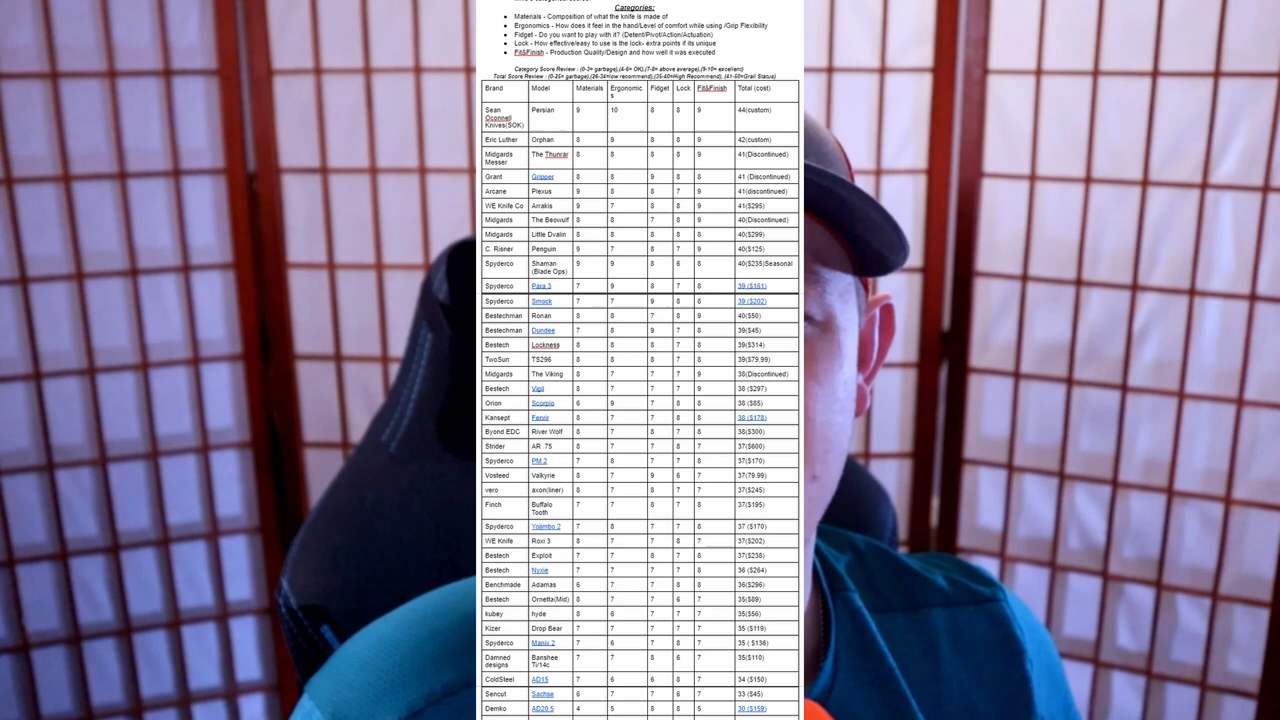 Categories:
Materials - Composition of what the knife is made of
Ergonomics - How does it feel in the hand/Level of comfort while using /Grip Flexibility
Fidget - Do you want to play with it? (Detent/Pivot/Action/Actuation)
Lock - How effective/easy to use is the lock- extra points if its unique
Fit&Finish - Production Quality/Design and how well it was executed
Category Score Review : (0-3= garbage),(4-6= OK),(7-8= above average),(9-10= excellent)
Total Score Review : (0-25= garbage),(26-34=low recommend),(35-40=High Recommend), (41-50=Grail Status)
Brand Model Materials Ergonomic Fidget Lock Fit&Finish Total (cost)
s
Sean Persian 9 10 8 8 9 44(custom)
Oconnell
Knives(SOK)
Eric Luther Orphan 8 9 8 8 9 42(custom)
Midgards The Thunrar 8 8 8 8 9 41(Discontinued)
Messer
Grant Gripper 8 8 9 8 8 41 (Discontinued)
Arcane Plexus 9 8 8 7 9 41(discontinued)
WE Knife Co Arrakis 9 7 8 8 9 41($295)
Midgards The Beowulf 8 8 7 8 9 40(Discontinued)
Midgards Little Dvalin 8 8 8 8 8 40($299)
C. Risner Penguin 9 7 8 7 9 40($125)
Spyderco Shaman 9 9 8 6 8 40($235)Seasonal
(Blade Ops)
Spyderco Para 3 7 9 8 7 8 39 ($161)
Spyderco Smock 7 7 9 8 8 39 ($202)
Bestechman Ronan 8 8 8 7 9 40($50)
Bestechman Dundee 7 8 9 7 8 39($45)
Bestech Lockness 8 8 8 7 8 39($314)
TwoSun TS296 8 8 8 7 8 39($79.99)
Midgards The Viking 8 7 7 7 9 38(Discontinued)
Bestech Vigil 8 7 7 7 9 38 ($297)
Orion Scorpio 6 9 7 8 8 38 ($85)
Kansept Fenrir 8 7 7 8 8 38 ($178)
Byond EDC River Wolf 8 7 8 7 8 38($300)
Strider AR .75 8 7 7 8 7 37($600)
Spyderco PM 2 7 8 7 7 8 37($170)
Vosteed Valkyrie 8 7 9 6 7 37(79.99)
vero axon(liner) 8 7 8 7 7 37($245)
Finch Buffalo 7 7 8 7 8 37($195)
Tooth
Spyderco Yojimbo 2 7 8 7 7 8 37 ($170)
WE Knife Roxi 3 8 7 7 7 8 37($202)
Bestech Exploit 7 7 8 7 8 37($238)
Bestech Nyxie 7 7 7 7 8 36 ($264)
Benchmade Adamas 6 7 7 8 8 36($296)
Bestech Ornetta(Mid) 8 7 7 6 7 35($89)
kubey hyde 8 6 7 7 7 35($56)
Kizer Drop Bear 7 7 7 7 7 35 ($119)
Spyderco Manix 2 7 6 7 8 7 35 ( $136)
Damned Banshee 7 7 8 6 7 35($110)
designs Ti/14c
ColdSteel AD15 7 6 6 8 7 34 ($150)
Sencut Sachse 6 7 7 6 7 33 ($45)
Demko AD20.5 4 5 8 8 5 30 ($159)